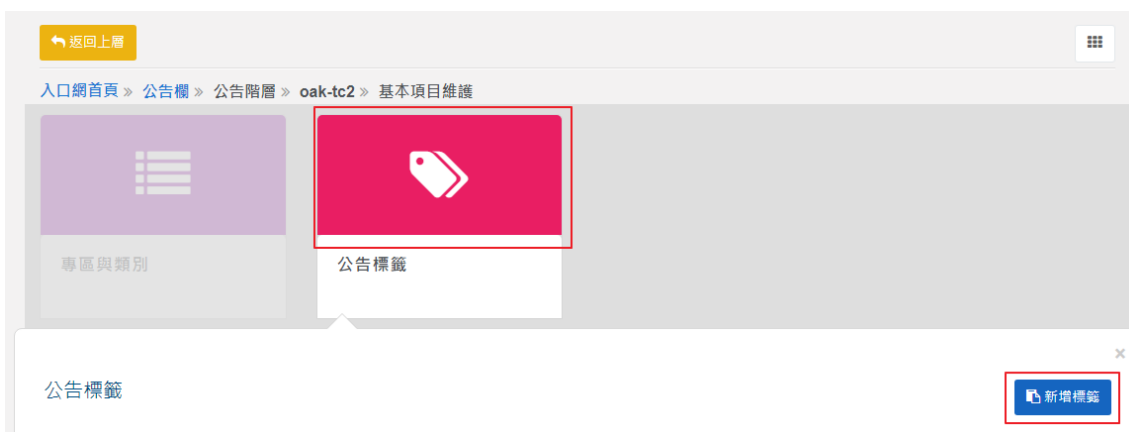 返回上層
入口網首頁 » 公告欄 » 公告階層 » oak-tc2 » 基本項目維護
專區與類別
公告標籤
×
公告標籤
新增標籤